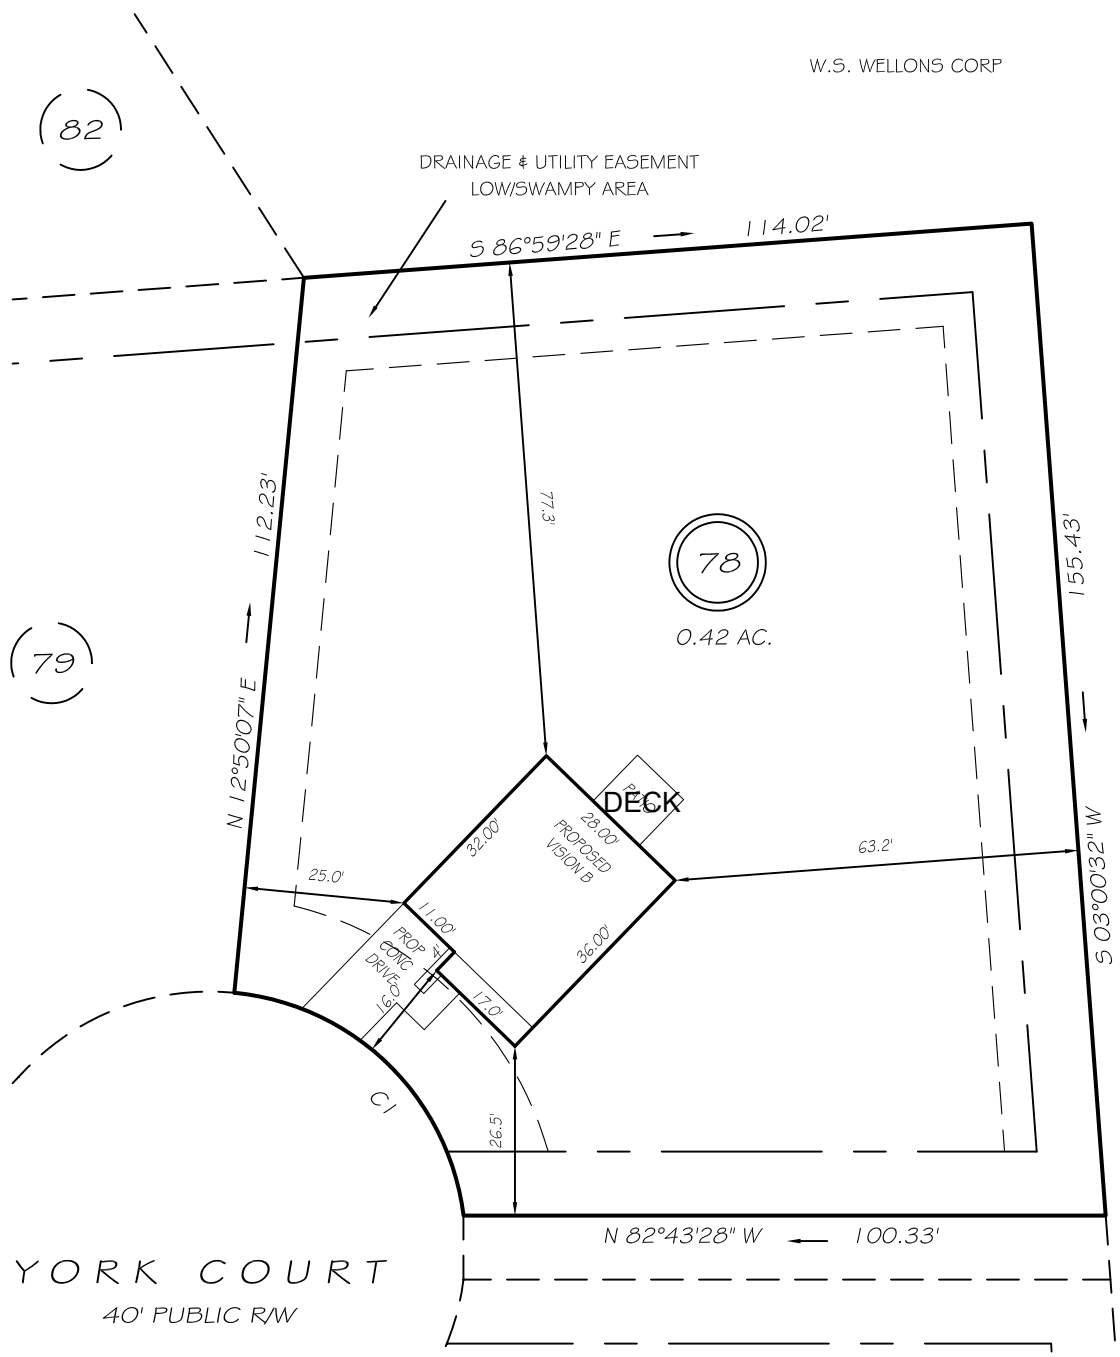 W.S. WELLONS CORP
82
DRAINAGE & UTILITY EASEMENT
LOW/SWAMPY AREA
S 86°59'28" E
114.02'
112.23'
77.3'
155.43'
78
0.42 AC.
79
N 12°50'07" E
DECK
28.00'
PROPOSED
VISION B
32.00'
63.2'
S 03°00'32" W
25.0'
11.00'
36.00'
PROP
CONC
DRIVE
17.0'
C1
26.5'
N 82°43'28" W
100.33'
YORK COURT
40' PUBLIC R/W